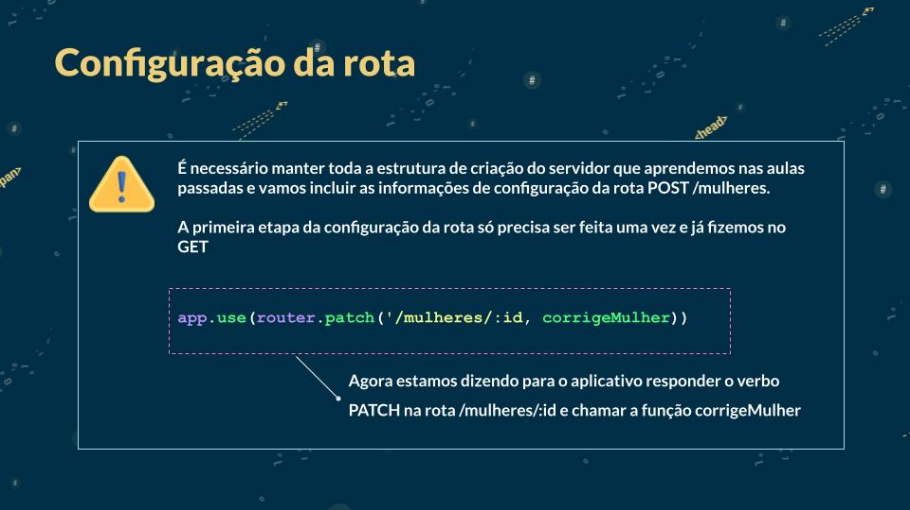 Configuração da rota
#
#
#
#
#
#
#
<head>
pan>
É necessário manter toda a estrutura de criação do servidor que aprendemos nas aulas
passadas e vamos incluir as informações de configuração da rota POST /mulheres.
A primeira etapa da configuração da rota só precisa ser feita uma vez e já fizemos no
GET
app.use(router.patch('/mulheres/:id, corrigeMulher))
Agora estamos dizendo para o aplicativo responder o verbo
PATCH na rota /mulheres/:id e chamar a função corrigeMulher